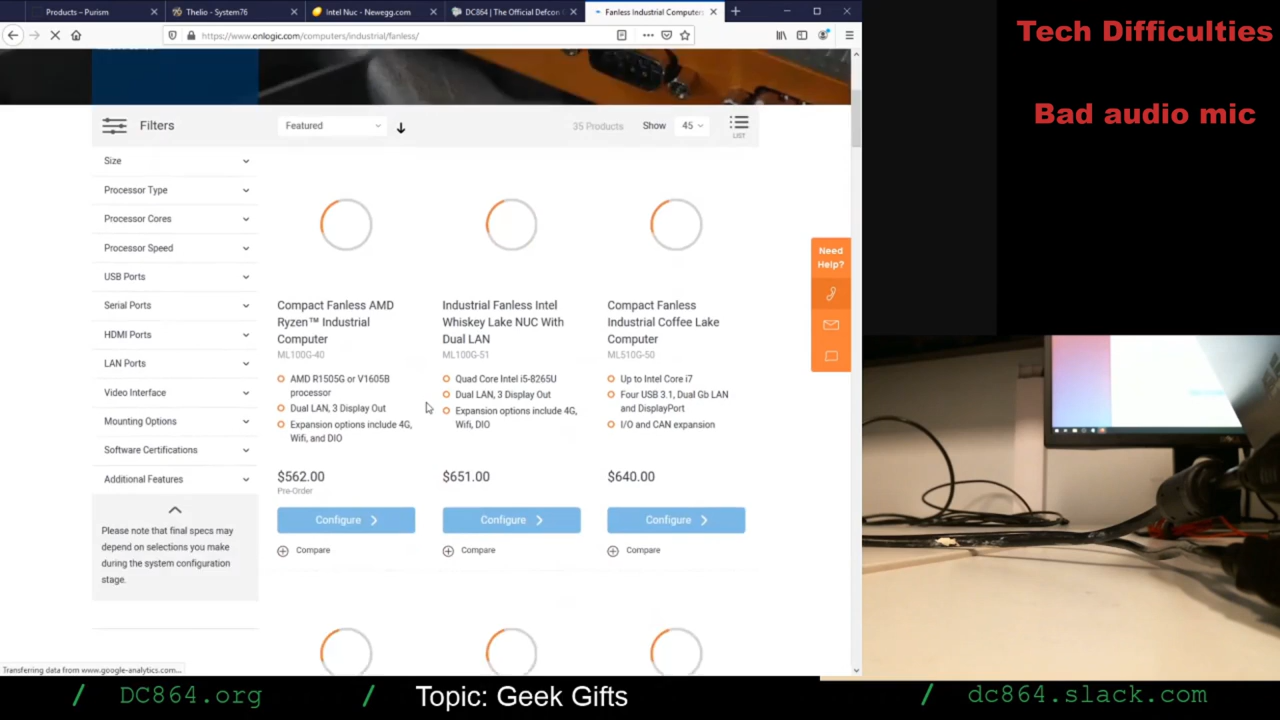 Products – Purism
Thelio - System76
Intel Nuc - Newegg.com
DC864 | The Official Defcon
Fanless Industrial Computers
https://www.onlogic.com/computers/industrial/fanless/
Tech Difficulties
Bad audio mic
Filters
Featured
35 Products
Show
45
LIST
Size
Processor Type
Processor Cores
Processor Speed
USB Ports
Serial Ports
HDMI Ports
LAN Ports
Video Interface
Mounting Options
Software Certifications
Additional Features
Please note that final specs may
depend on selections you make
during the system configuration
stage.
Compact Fanless AMD
Ryzen™ Industrial
Computer
ML100G-40
AMD R1505G or V1605B
processor
Dual LAN, 3 Display Out
Expansion options include 4G,
Wifi, and DIO
$562.00
Pre-Order
Configure
Compare
Industrial Fanless Intel
Whiskey Lake NUC With
Dual LAN
ML100G-51
Quad Core Intel i5-8265U
Dual LAN, 3 Display Out
Expansion options include 4G,
Wifi, DIO
$651.00
Configure
Compare
Compact Fanless
Industrial Coffee Lake
Computer
ML510G-50
Up to Intel Core i7
Four USB 3.1, Dual Gb LAN
and DisplayPort
I/O and CAN expansion
$640.00
Configure
Compare
Need
Help?
Transferring data from www.google-analytics.com...
/ DC864.org
/ Topic: Geek Gifts
/ dc864.slack.com